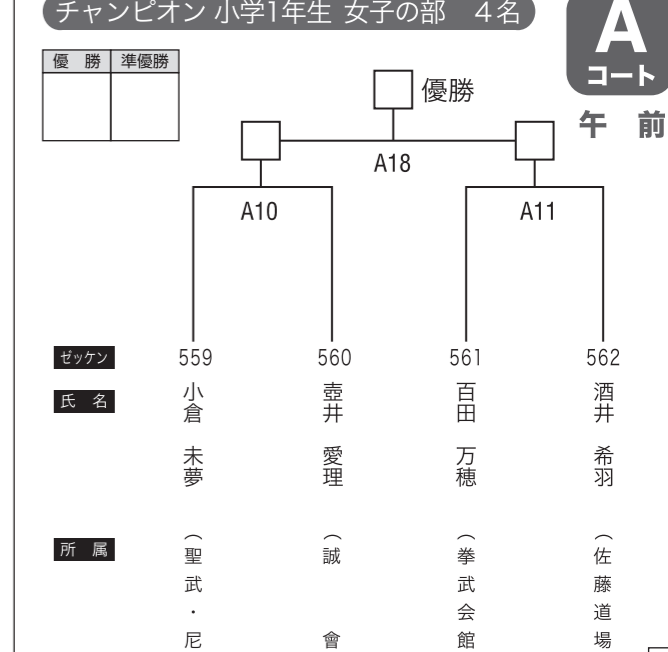 チャンピオン 小学1年生 女子の部　4名
A
コート
午 前
優 勝 準優勝
優勝
A18
A10 A11
ゼッケン 559 560 561 562
氏 名
小倉 未夢
壺井 愛理
百田 万穂
酒井 希羽
所 属
（聖武・尼
（誠 會
（拳武会館
（佐藤道場